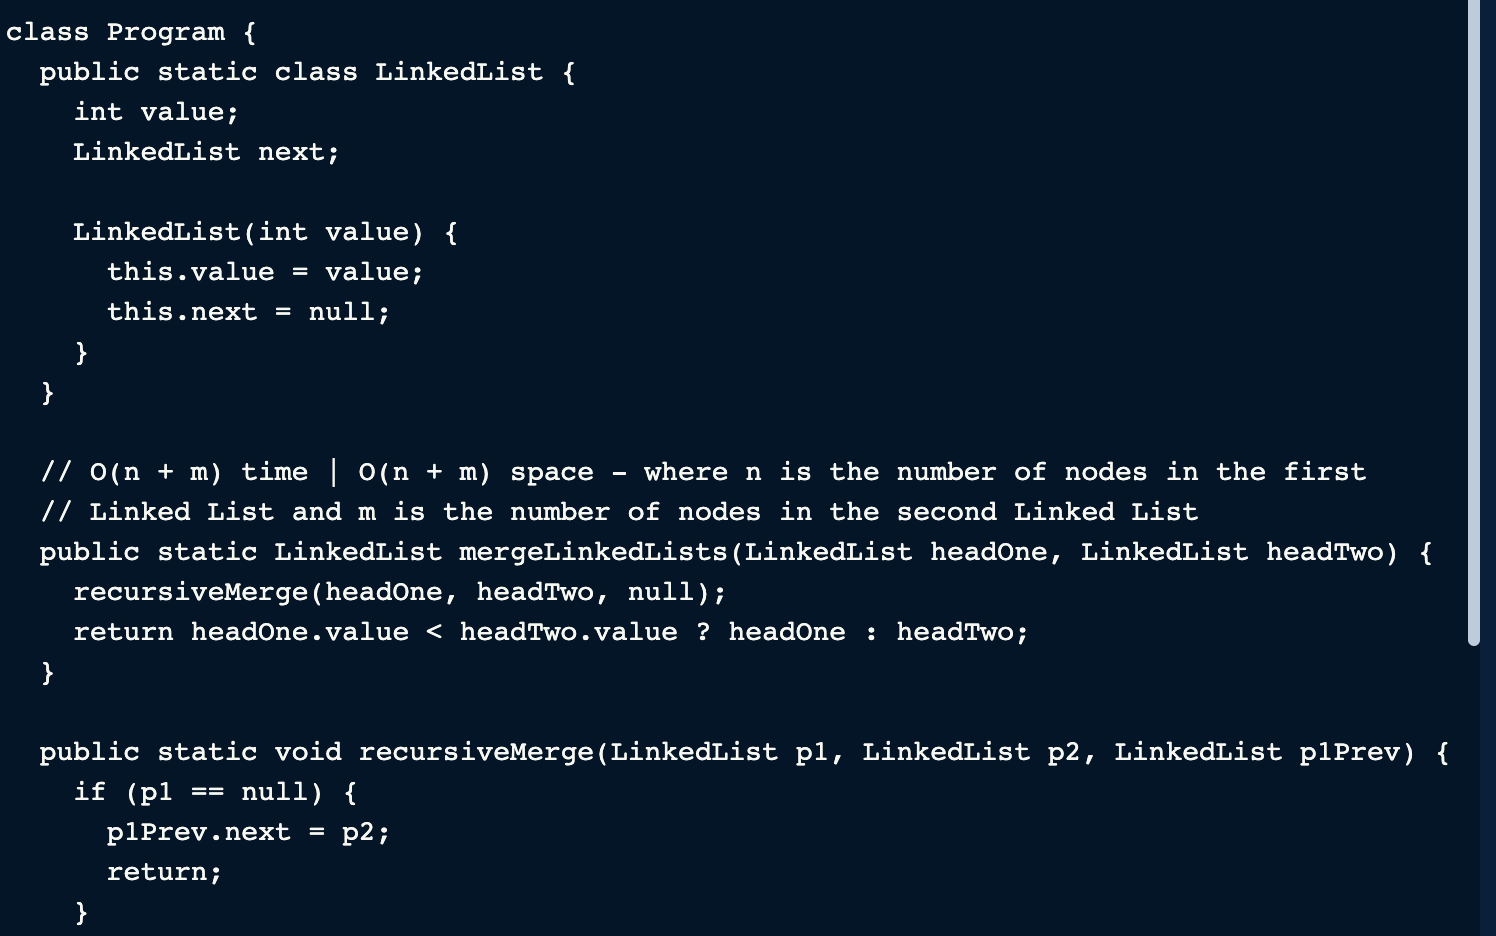 class Program {
  public static class LinkedList {
    int value;
    LinkedList next;

    LinkedList(int value) {
      this.value = value;
      this.next = null;
    }
  }

  // O(n + m) time | O(n + m) space - where n is the number of nodes in the first
  // Linked List and m is the number of nodes in the second Linked List
  public static LinkedList mergeLinkedLists(LinkedList headOne, LinkedList headTwo) {
    recursiveMerge(headOne, headTwo, null);
    return headOne.value < headTwo.value ? headOne : headTwo;
  }

  public static void recursiveMerge(LinkedList p1, LinkedList p2, LinkedList p1Prev) {
    if (p1 == null) {
      p1Prev.next = p2;
      return;
    }